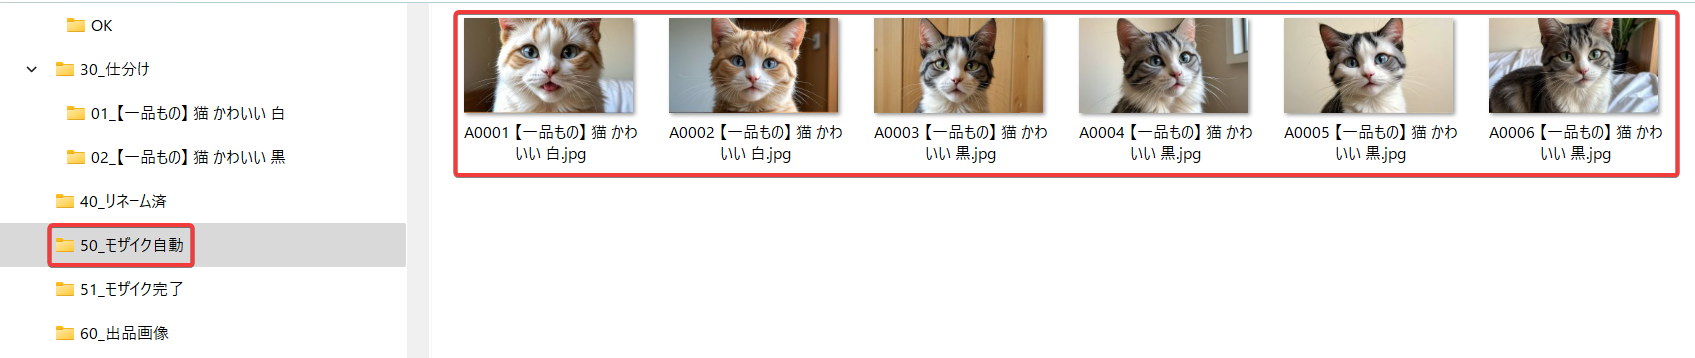 OK
30_仕分け
01_【一品もの】 猫 かわいい 白
02_【一品もの】 猫 かわいい 黒
40_リネーム済
50_モザイク自動
51_モザイク完了
60_出品画像
A0001 【一品もの】 猫 かわ
いい 白.jpg
A0002 【一品もの】 猫 かわ
いい 白.jpg
A0003 【一品もの】 猫 かわ
いい 黒.jpg
A0004 【一品もの】 猫 かわ
いい 黒.jpg
A0005 【一品もの】 猫 かわ
いい 黒.jpg
A0006 【一品もの】 猫 かわ
いい 黒.jpg